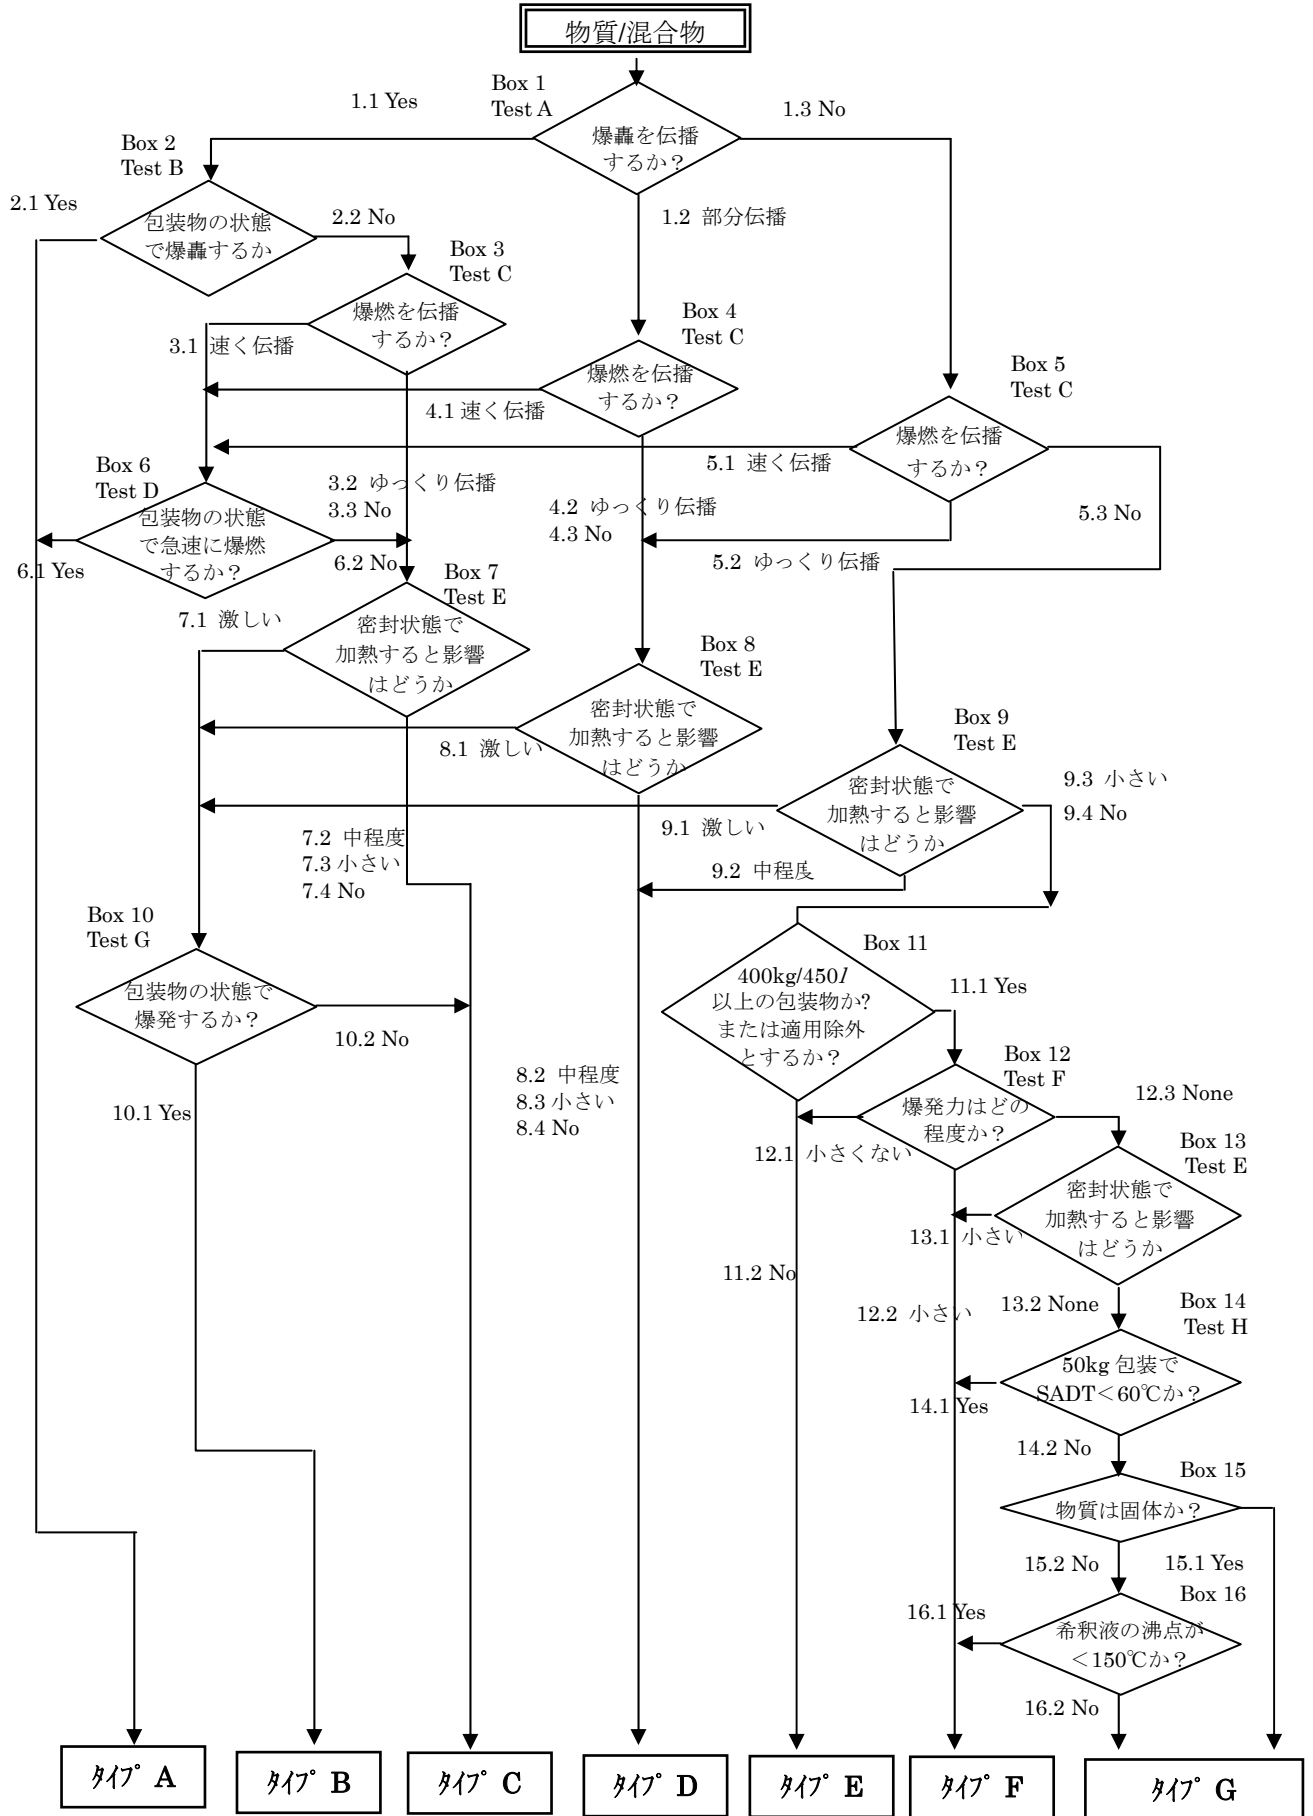 物質/混合物
Box 1
Test A
1.1 Yes
1.3 No
爆轟を伝播
するか？
Box 2
Test B
2.1 Yes
包装物の状態
で爆轟するか
2.2 No
1.2 部分伝播
Box 3
Test C
爆燃を伝播
するか？
3.1 速く伝播
Box 4
Test C
爆燃を伝播
するか？
4.1 速く伝播
Box 5
Test C
爆燃を伝播
するか？
5.1 速く伝播
Box 6
Test D
包装物の状態
で急速に爆燃
するか？
3.2 ゆっくり伝播
3.3 No
4.2 ゆっくり伝播
4.3 No
5.3 No
5.2 ゆっくり伝播
6.1 Yes
6.2 No
Box 7
Test E
7.1 激しい
密封状態で
加熱すると影響
はどうか
Box 8
Test E
密封状態で
加熱すると影響
はどうか
8.1 激しい
Box 9
Test E
密封状態で
加熱すると影響
はどうか
9.3 小さい
9.4 No
9.1 激しい
9.2 中程度
7.2 中程度
7.3 小さい
7.4 No
Box 10
Test G
包装物の状態で
爆発するか？
10.2 No
10.1 Yes
Box 11
400kg/450l
以上の包装物か?
または適用除外
とするか？
11.1 Yes
8.2 中程度
8.3 小さい
8.4 No
Box 12
Test F
爆発力はどの
程度か？
12.3 None
12.1 小さくない
Box 13
Test E
密封状態で
加熱すると影響
はどうか
13.1 小さい
11.2 No
12.2 小さい
13.2 None
Box 14
Test H
50kg 包装で
SADT＜60℃か？
14.1 Yes
14.2 No
Box 15
物質は固体か？
15.2 No
15.1 Yes
Box 16
16.1 Yes
希釈液の沸点が
＜150℃か？
16.2 No
ﾀｲﾌﾟ A
ﾀｲﾌﾟ B
ﾀｲﾌﾟ C
ﾀｲﾌﾟ D
ﾀｲﾌﾟ E
ﾀｲﾌﾟ F
ﾀｲﾌﾟ G